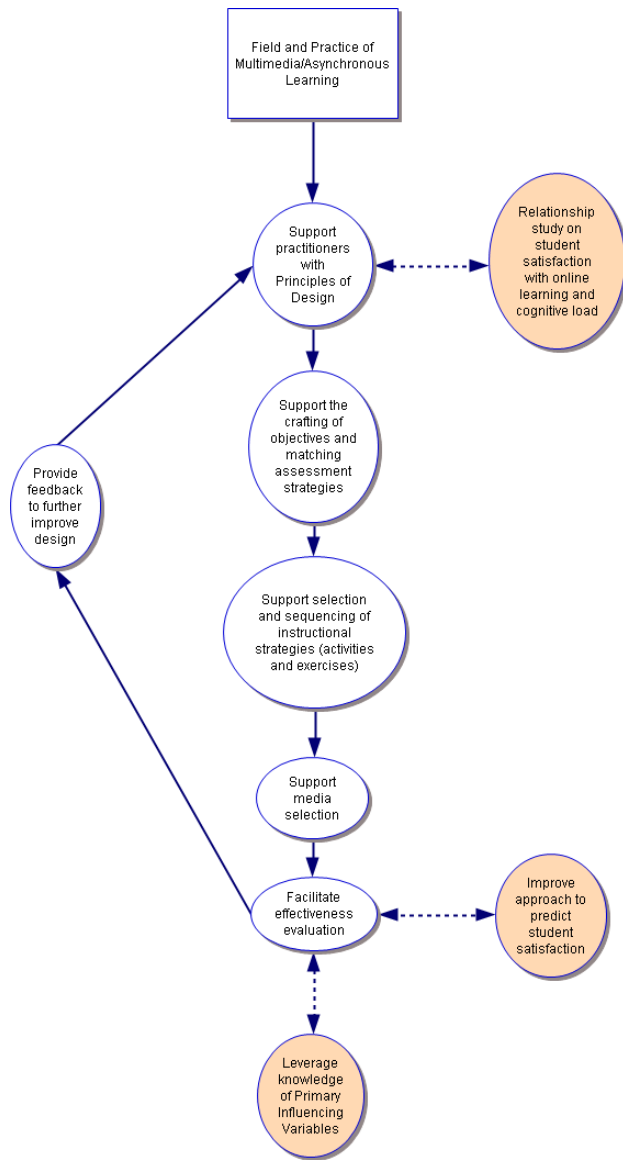 Field and Practice of
Multimedia/Asynchronous
Learning
Support
practitioners
with
Principles of
Design
Relationship
study on
student
satisfaction
with online
learning and
cognitive load
Support the
crafting of
objectives and
matching
assessment
strategies
Provide
feedback
to further
improve
design
Support selection
and sequencing of
instructional
strategies (activities
and exercises)
Support
media
selection
Facilitate
effectiveness
evaluation
Improve
approach to
predict
student
satisfaction
Leverage
knowledge
of Primary
Influencing
Variables